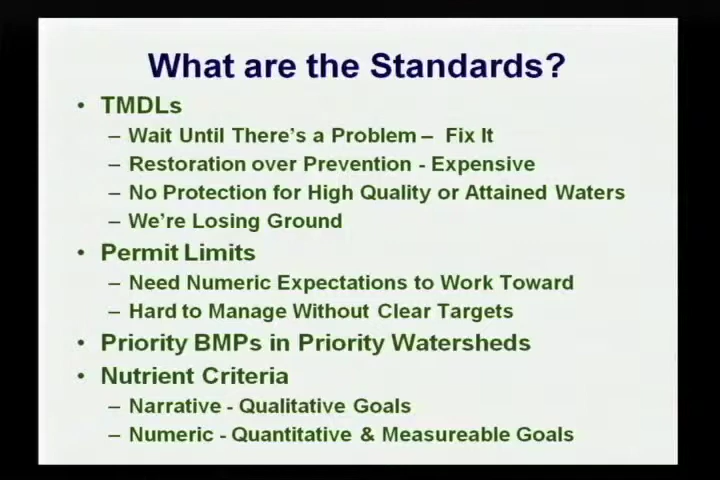 What are the Standards?
• TMDLs
– Wait Until There's a Problem – Fix It
– Restoration over Prevention - Expensive
– No Protection for High Quality or Attained Waters
– We're Losing Ground
• Permit Limits
– Need Numeric Expectations to Work Toward
– Hard to Manage Without Clear Targets
• Priority BMPs in Priority Watersheds
• Nutrient Criteria
– Narrative - Qualitative Goals
– Numeric - Quantitative & Measureable Goals